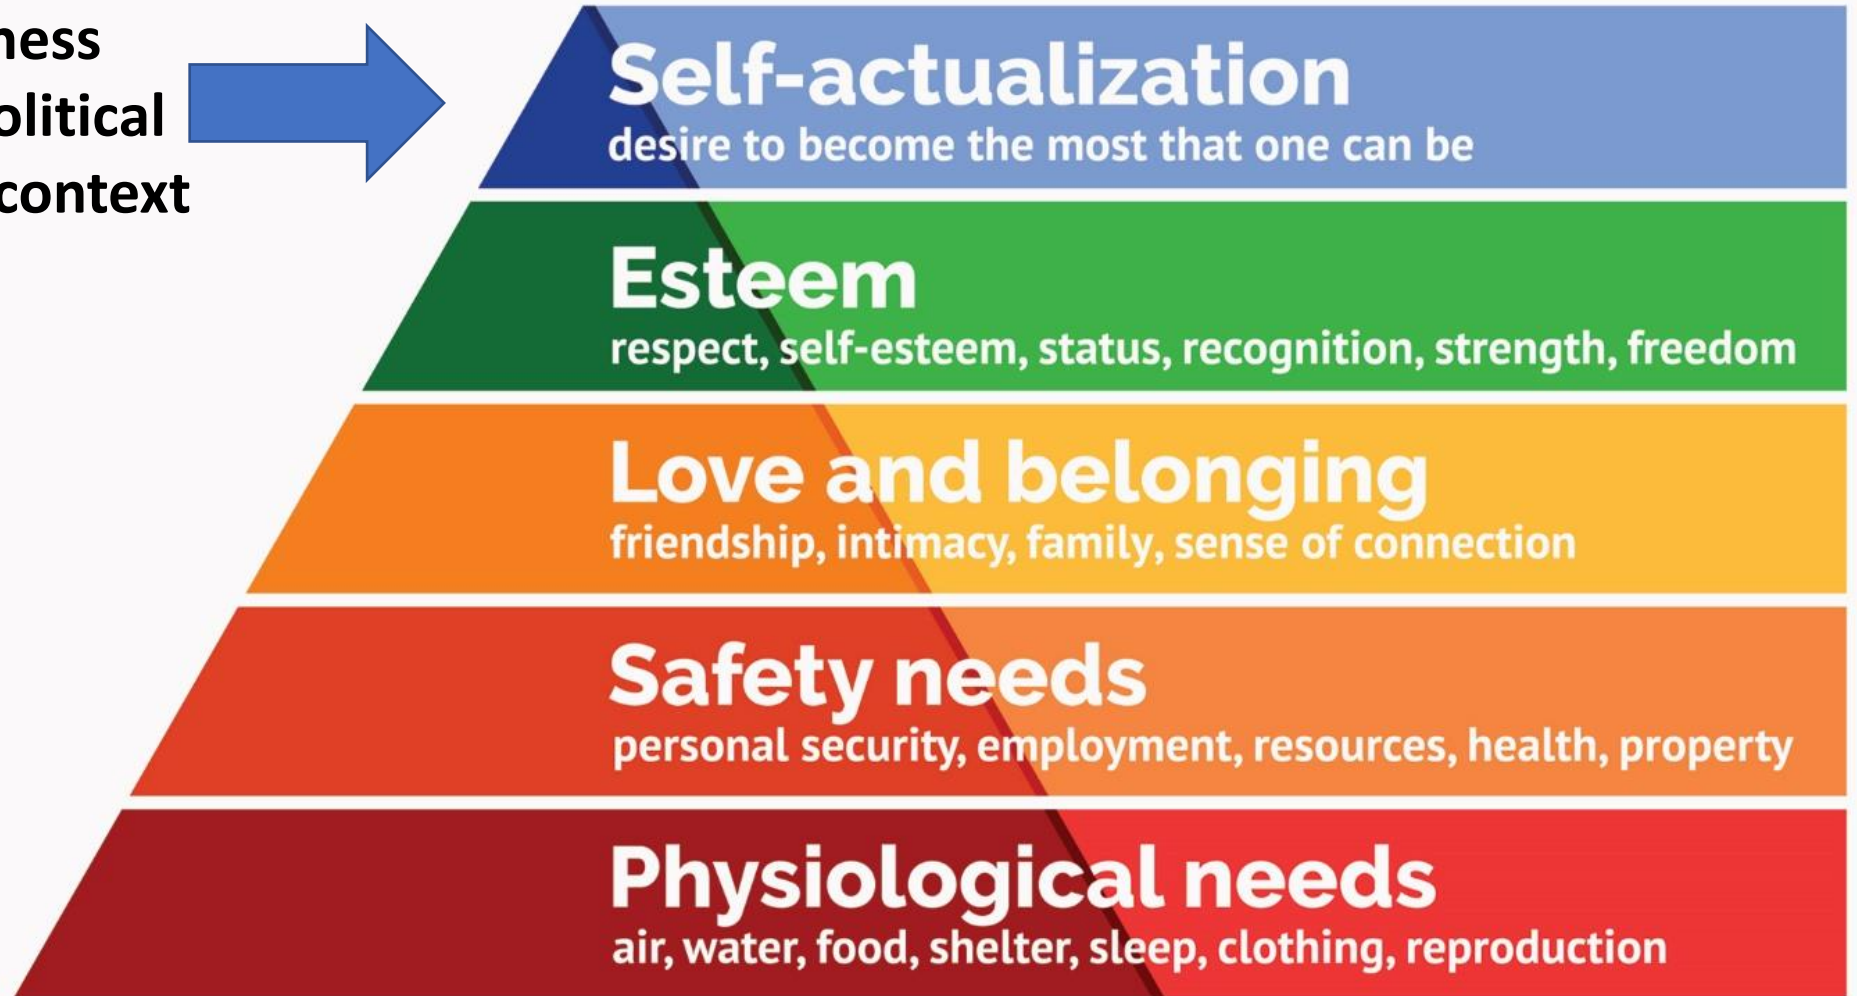 ness
olitical
context
Self-actualization
desire to become the most that one can be
Esteem
respect, self-esteem, status, recognition, strength, freedom
Love and belonging
friendship, intimacy, family, sense of connection
Safety needs
personal security, employment, resources, health, property
Physiological needs
air, water, food, shelter, sleep, clothing, reproduction